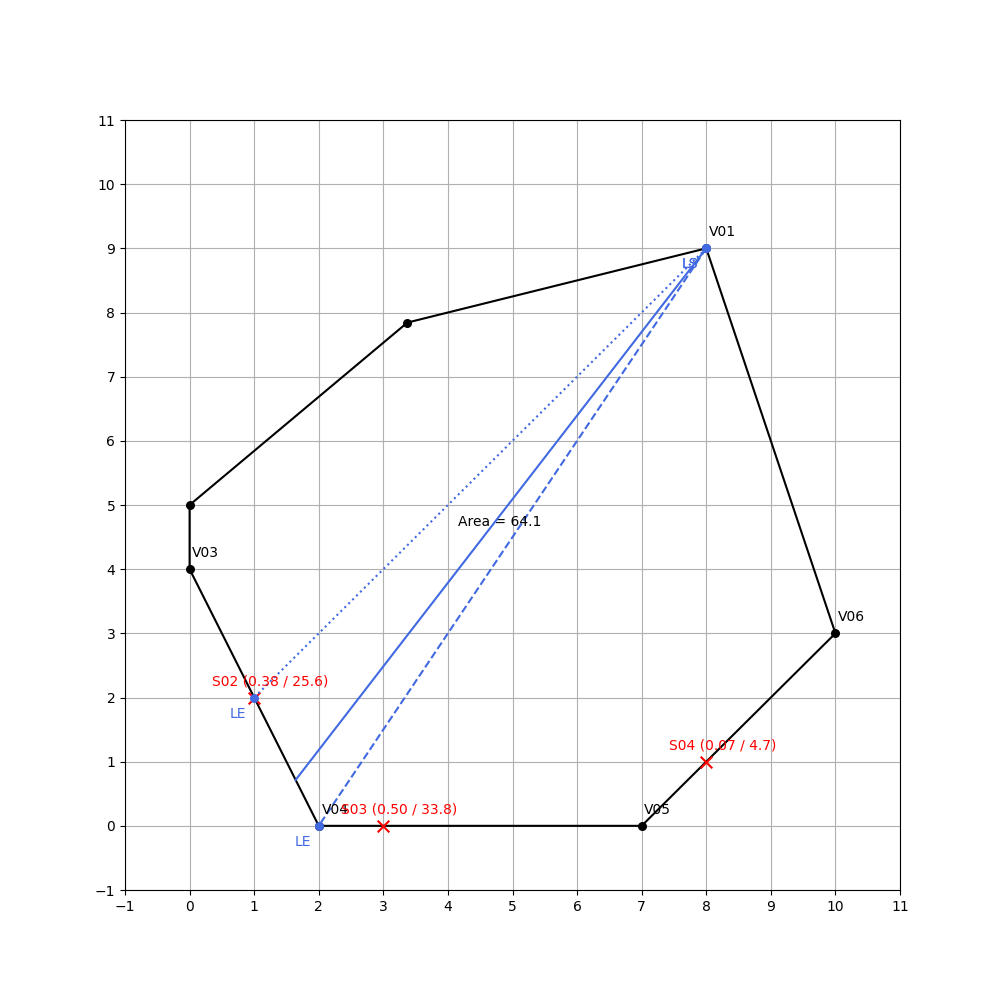 11
10
9
8
7
6
5
4
3
2
1
0
−1
V01
LS
Area = 64.1
V03
V06
S02 (0.38 / 25.6)
LE
S04 (0.07 / 4.7)
V04
S03 (0.50 / 33.8)
V05
LE
−1 0 1 2 3 4 5 6 7 8 9 10 11